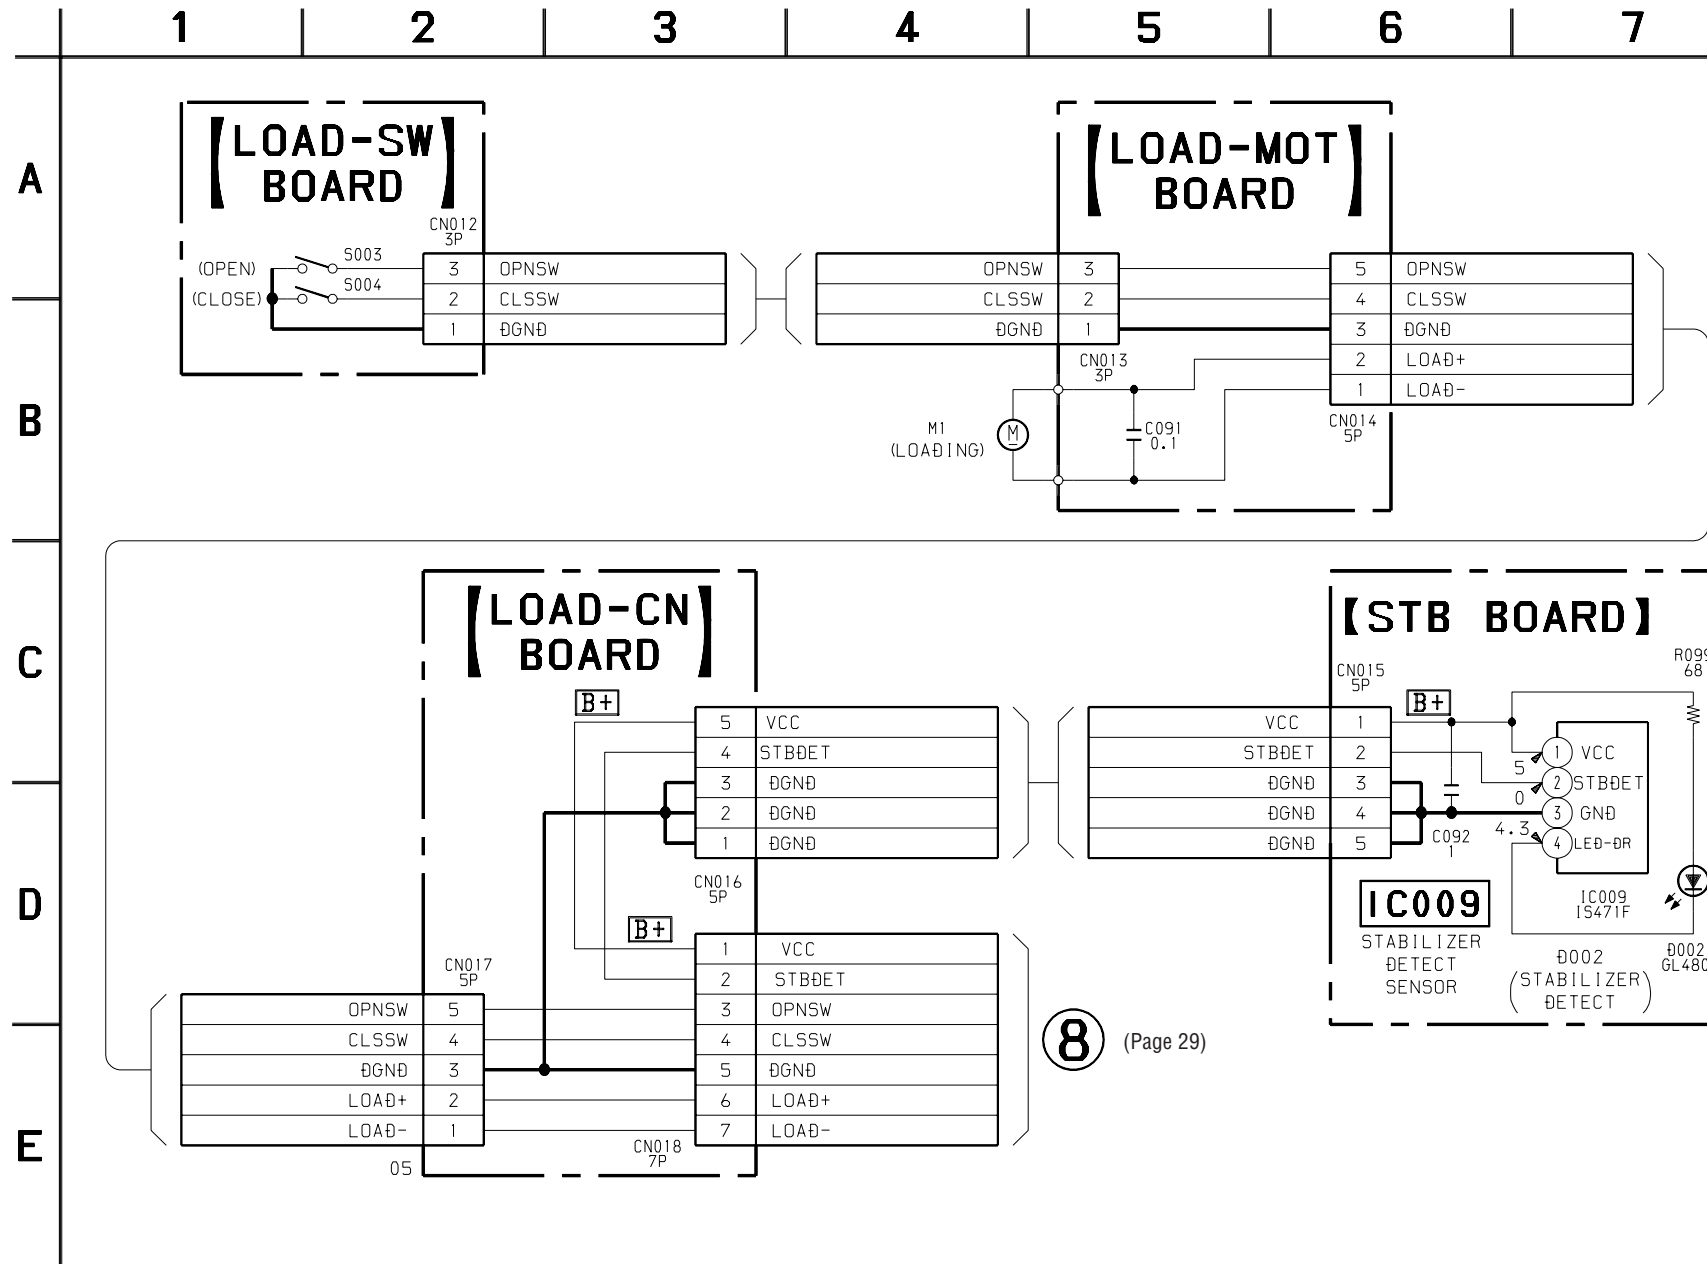 1 2 3 4 5 6 7
A
B
C
D
E
【LOAD-SW
BOARD】
CN012
3P
(OPEN)
S003
(CLOSE)
S004
3 OPNSW
2 CLSSW
1 DGND
【LOAD-MOT
BOARD】
OPNSW 3
CLSSW 2
DGND 1
CN013
3P
5 OPNSW
4 CLSSW
3 DGND
2 LOAD+
1 LOAD-
CN014
5P
M1
(LOADING)
M
C091
0.1
【LOAD-CN
BOARD】
B+
5 VCC
4 STBDET
3 DGND
2 DGND
1 DGND
CN016
5P
B+
1 VCC
2 STBDET
3 OPNSW
4 CLSSW
5 DGND
6 LOAD+
7 LOAD-
CN018
7P
CN017
5P
OPNSW 5
CLSSW 4
DGND 3
LOAD+ 2
LOAD- 1
05
8 (Page 29)
【STB BOARD】
CN015
5P
B+
R099
68
VCC 1
STBDET 2
DGND 3
DGND 4
DGND 5
C092
1
5
0
4.3
1 VCC
2 STBDET
3 GND
4 LED-DR
IC009
IS471F
IC009
STABILIZER
DETECT
SENSOR
D002
(STABILIZER)
DETECT
D002
GL480